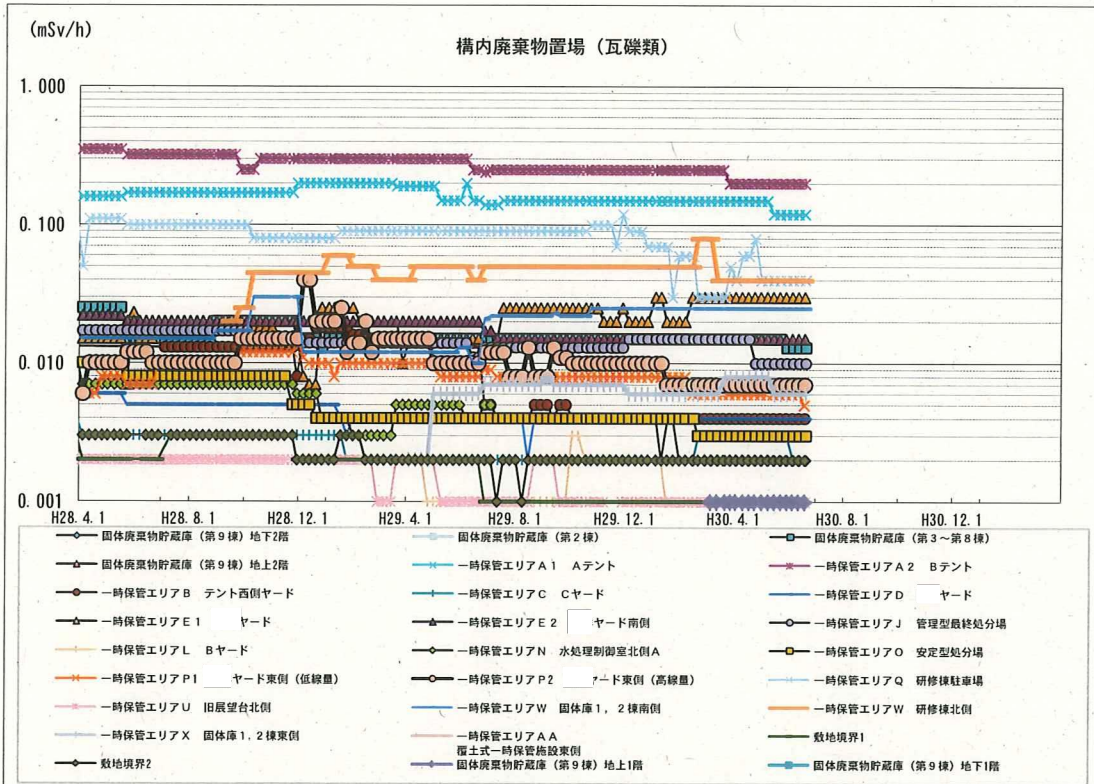 (mSv/h)
構内廃棄物置場（瓦礫類）
1.000
0.100
0.010
0.001
H28.4.1 H28.8.1 H28.12.1 H29.4.1 H29.8.1 H29.12.1 H30.4.1 H30.8.1 H30.12.1
固体廃棄物貯蔵庫（第９棟）地下2階 固体廃棄物貯蔵庫（第２棟） 固体廃棄物貯蔵庫（第３～第８棟）
固体廃棄物貯蔵庫（第９棟）地上2階 一時保管エリアＡ１　Ａテント 一時保管エリアＡ２　Ｂテント
一時保管エリアＢ　テント西側ヤード 一時保管エリアＣ　Ｃヤード 一時保管エリアＤ　ヤード
一時保管エリアＥ１　ヤード 一時保管エリアＥ２　ヤード南側 一時保管エリアＪ　管理型最終処分場
一時保管エリアＬ　Ｂヤード 一時保管エリアＮ　水処理制御室北側Ａ 一時保管エリアＯ　安定型処分場
一時保管エリアＰ1　ヤード東側（低線量） 一時保管エリアＰ2　ヤード東側（高線量） 一時保管エリアＱ　研修棟駐車場
一時保管エリアＵ　旧展望台北側 一時保管エリアＷ　固体庫１，２棟南側 一時保管エリアＷ　研修棟北側
一時保管エリアＸ　固体庫１，２棟東側 一時保管エリアＡＡ 敷地境界1
覆土式一時保管施設東側
敷地境界2 固体廃棄物貯蔵庫（第９棟）地上1階 固体廃棄物貯蔵庫（第９棟）地下1階